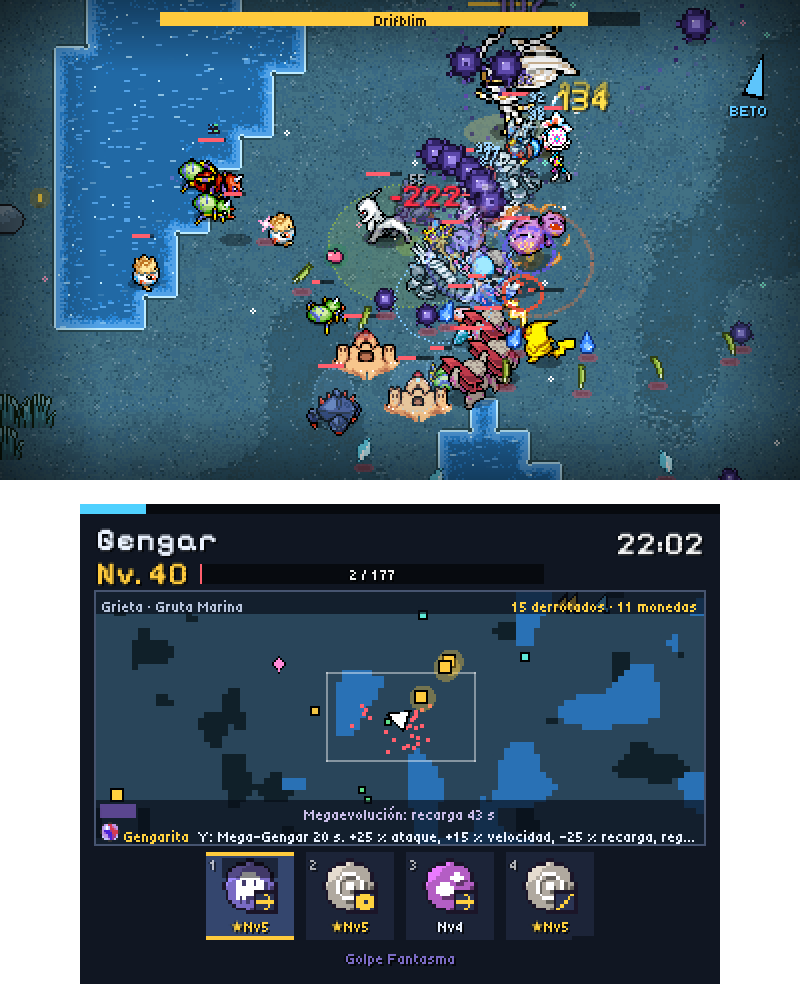 Drifblim
134
BETO
-222-
Gengar
22:02
Nv. 40
2 / 177
Grieta · Gruta Marina
15 derrotados · 11 monedas
Megaevolución: recarga 43 s
Gengarita Y: Mega-Gengar 20 s. +25 % ataque, +15 % velocidad, -25 % recarga, reg...
1 2 3 4
★Nv5 ★Nv5 Nv4 ★Nv5
Golpe Fantasma